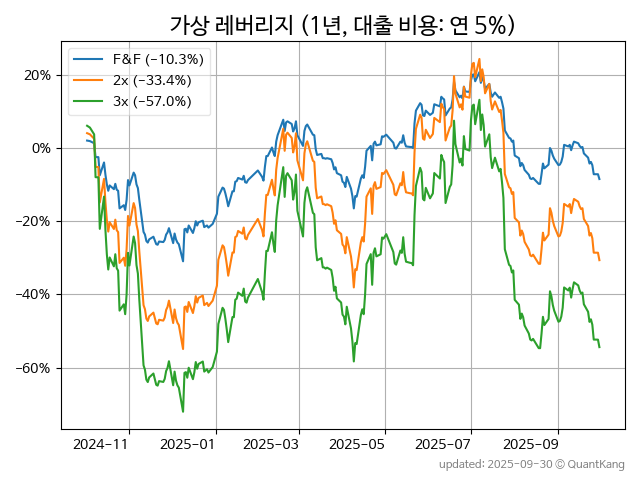 가상 레버리지 (1년, 대출 비용: 연 5%)
F&F (−10.3%)
2x (−33.4%)
3x (−57.0%)
20%
0%
−20%
−40%
−60%
2024-11
2025-01
2025-03
2025-05
2025-07
2025-09
updated: 2025-09-30 © QuantKang